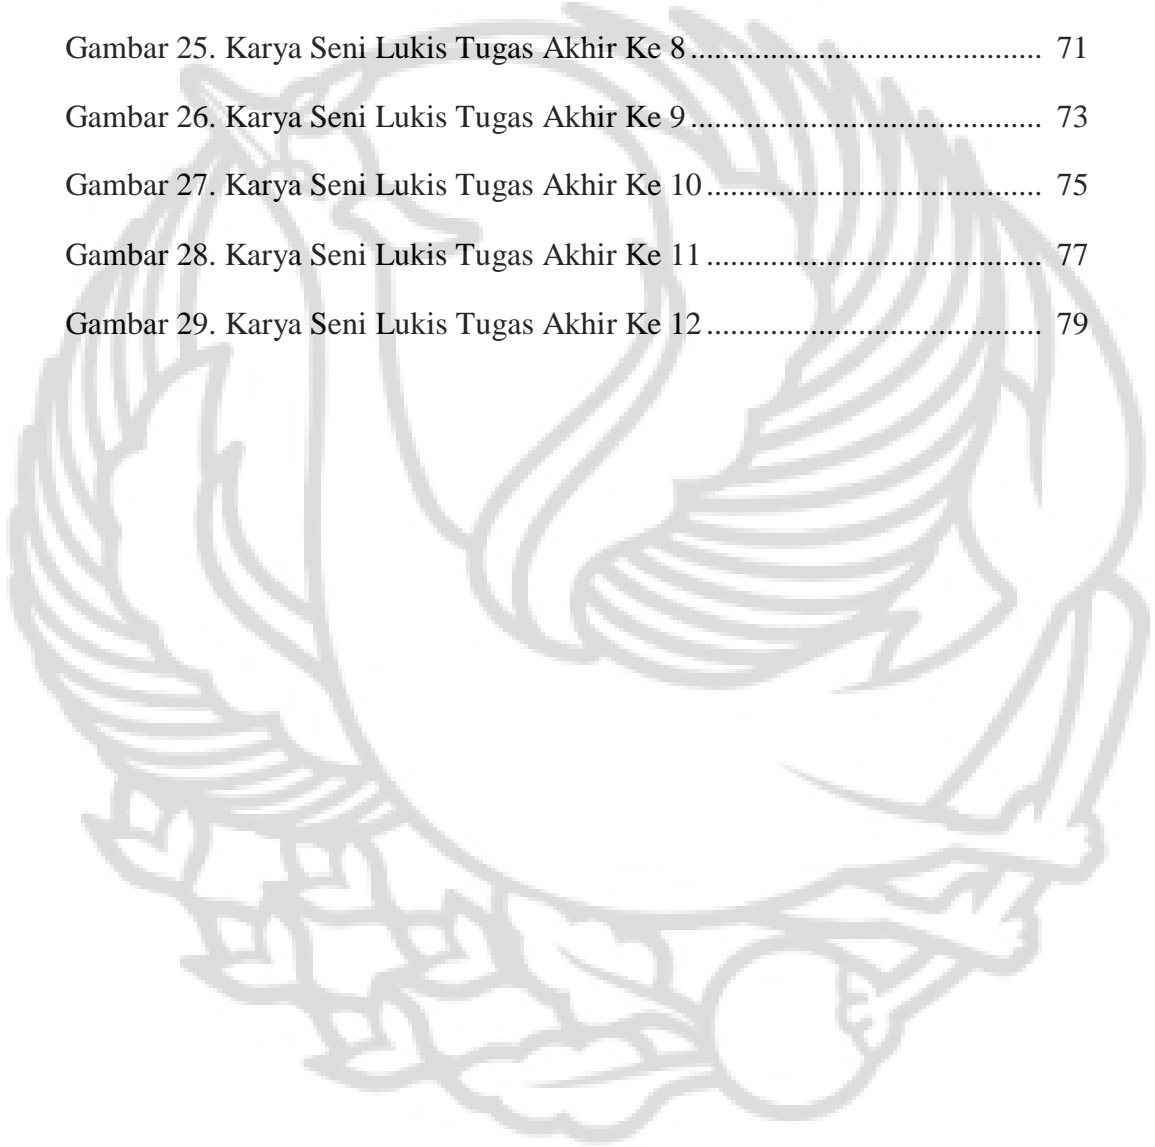 Gambar 25. Karya Seni Lukis Tugas Akhir Ke 8 ............................................ 71
Gambar 26. Karya Seni Lukis Tugas Akhir Ke 9 ............................................ 73
Gambar 27. Karya Seni Lukis Tugas Akhir Ke 10 .......................................... 75
Gambar 28. Karya Seni Lukis Tugas Akhir Ke 11 .......................................... 77
Gambar 29. Karya Seni Lukis Tugas Akhir Ke 12 .......................................... 79